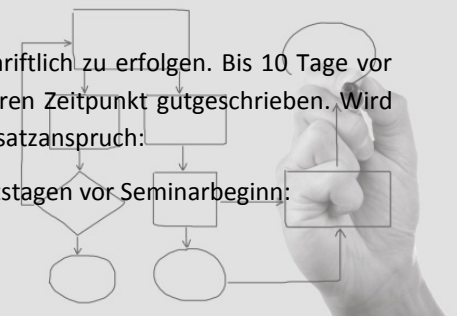 riftlich zu erfolgen. Bis 10 Tage vor
ren Zeitpunkt gutgeschrieben. Wird
satzanspruch:
stagen vor Seminarbeginn: